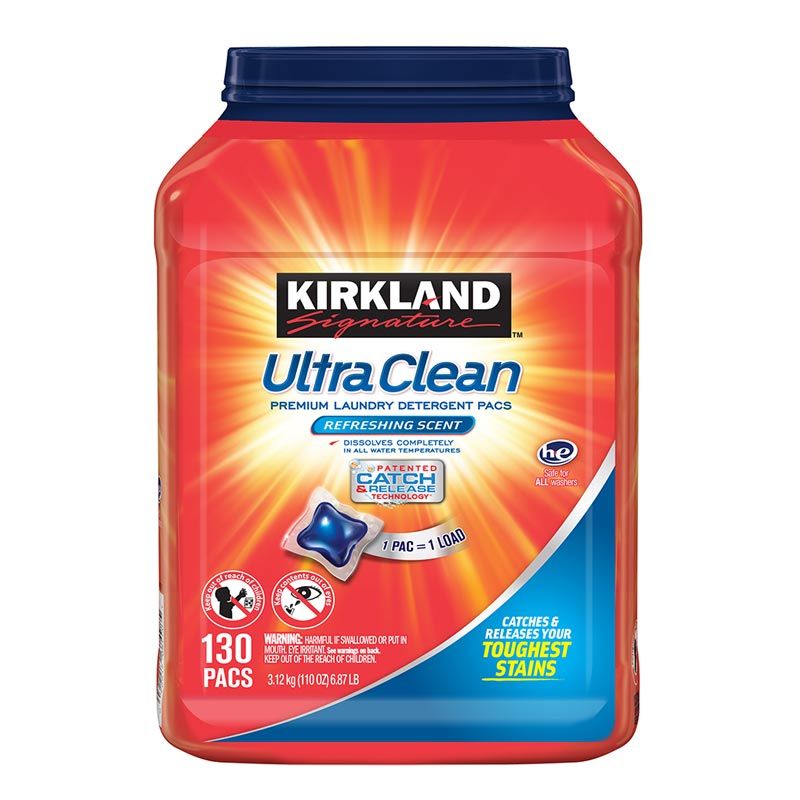 KIRKLAND
Signature™
Ultra Clean
PREMIUM LAUNDRY DETERGENT PACS
REFRESHING SCENT
DISSOLVES COMPLETELY
IN ALL WATER TEMPERATURES
he
Safe for
ALL washers
PATENTED
CATCH
& RELEASE
TECHNOLOGY
1 PAC = 1 LOAD
Keep out of reach of children
Keep contents out of eyes
130
PACS
WARNING: HARMFUL IF SWALLOWED OR PUT IN
MOUTH. EYE IRRITANT. See warnings on back.
KEEP OUT OF THE REACH OF CHILDREN.
3.12 kg (110 OZ) 6.87 LB
CATCHES &
RELEASES YOUR
TOUGHEST
STAINS